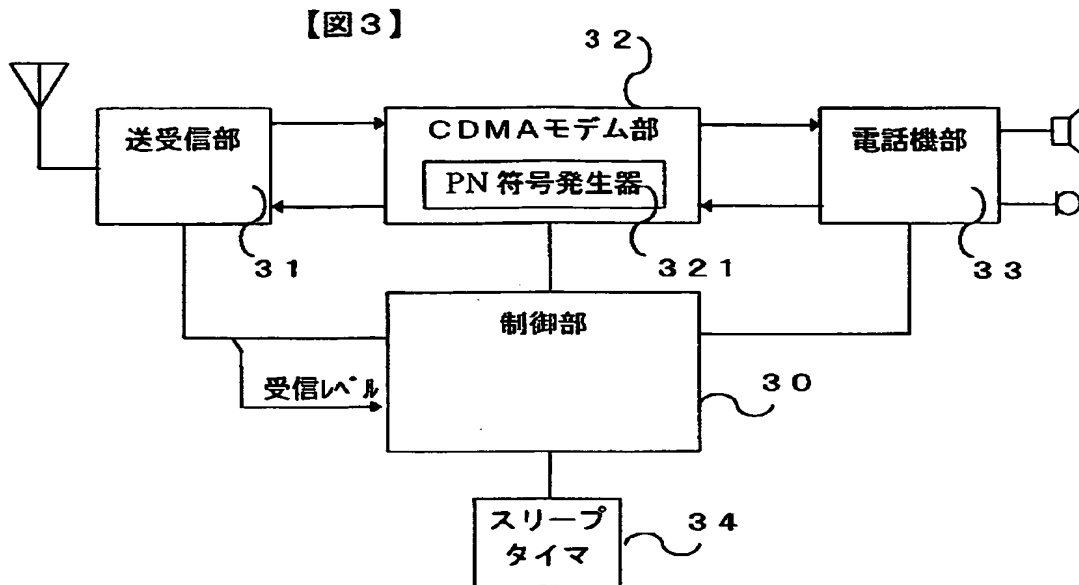 【図3】
32
送受信部
CDMAモデム部
電話機部
PN 符号発生器
31
321
33
制御部
受信レベル
30
スリープ
タイマ
34